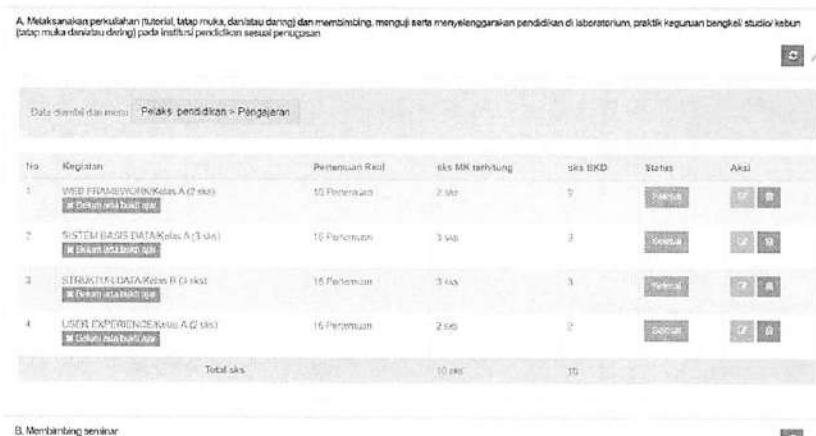 A. Melaksanakan perkuliahan (tutorial, tatap muka, dan/atau daring) dan membimbing, menguji serta menyelenggarakan pendidikan di laboratorium, praktik keguruan bengkel/ studio/ kebun
(tatap muka dan/atau daring) pada institusi pendidikan sesuai penugasan
Data diambil dari menu Pelaks. pendidikan > Pengajaran
No Kegiatan Pertemuan Real sks MK terhitung sks BKD Status Aksi
1 WEB FRAMEWORK/Kelas A (2 sks) 16 Pertemuan 2 sks 2 Selesai
Belum ada bukti ajar
2 SISTEM BASIS DATA/Kelas A (3 sks) 16 Pertemuan 3 sks 3 Selesai
Belum ada bukti ajar
3 STRUKTUR DATA/Kelas B (3 sks) 16 Pertemuan 3 sks 3 Selesai
Belum ada bukti ajar
4 USER EXPERIENCE/Kelas A (2 sks) 16 Pertemuan 2 sks 2 Selesai
Belum ada bukti ajar
Total sks 10 sks 10
B. Membimbing seminar